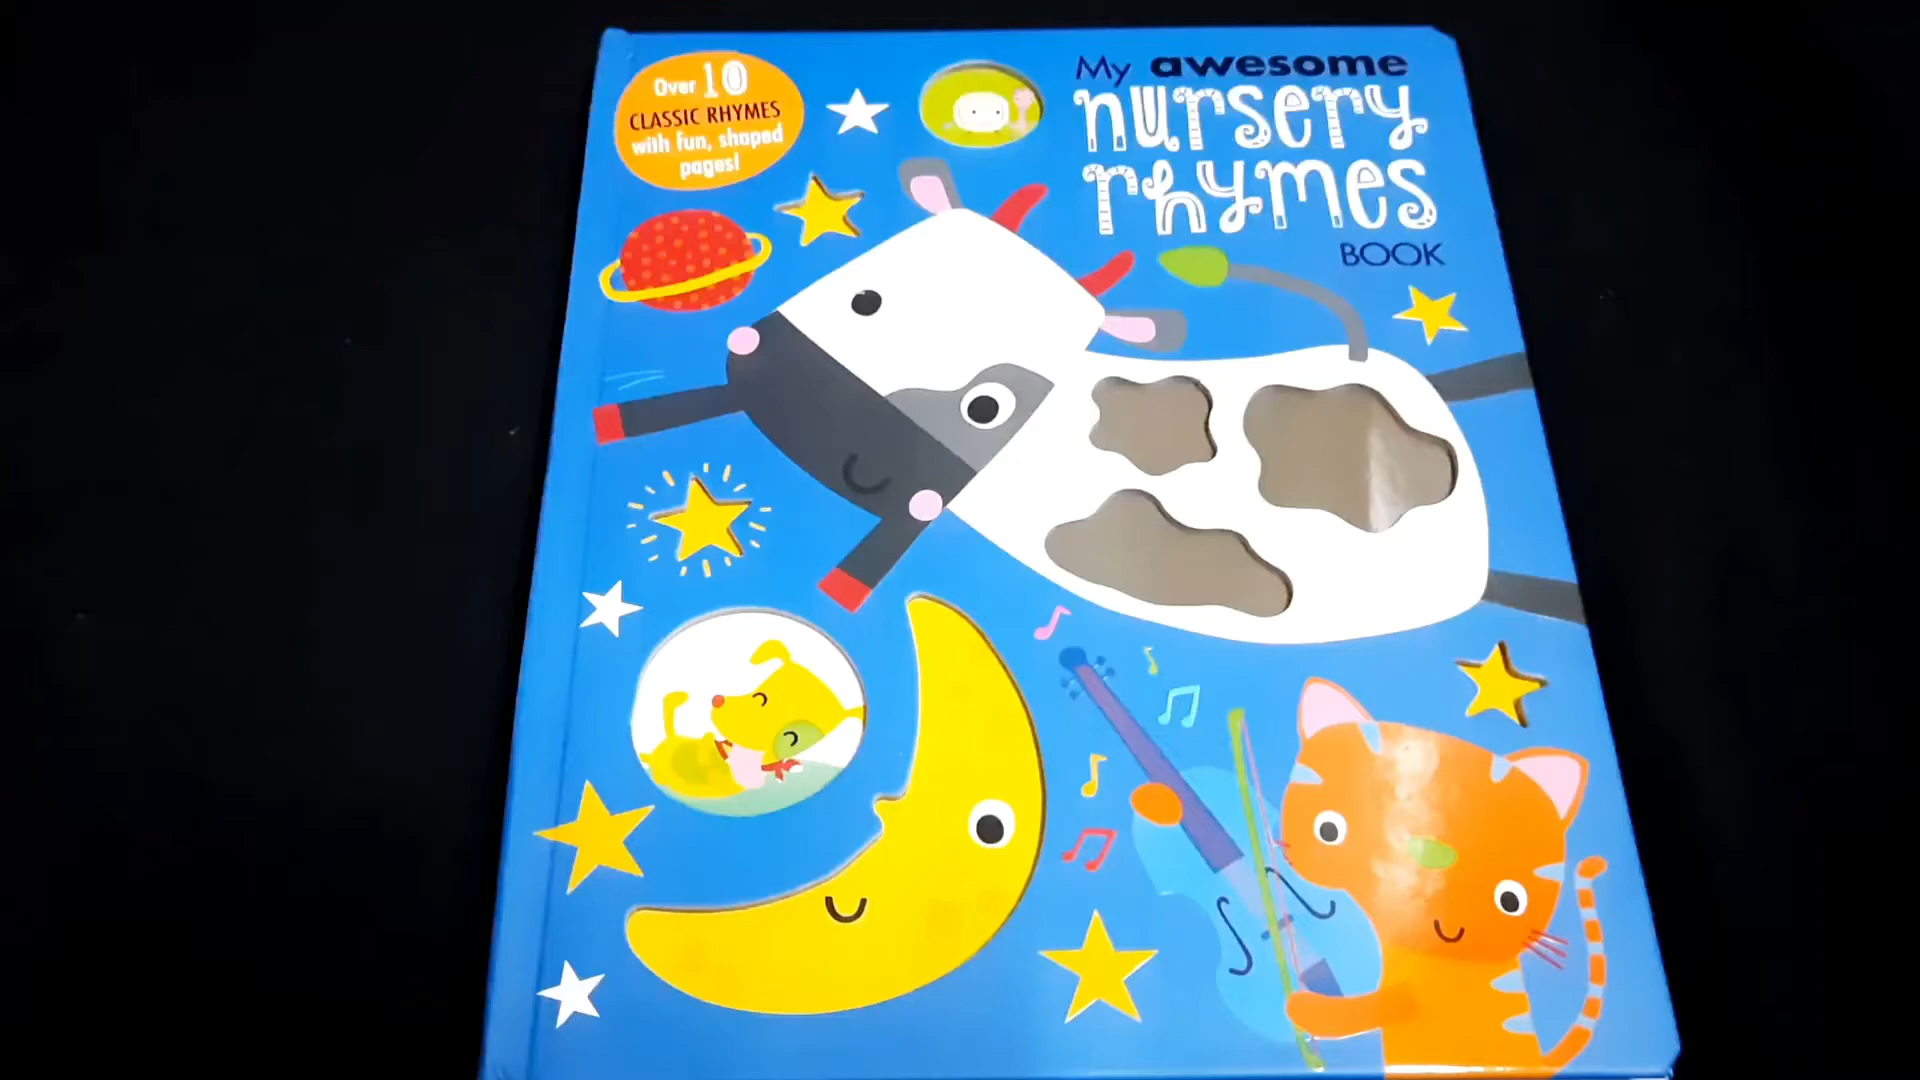 Over 10
CLASSIC RHYMES
with fun, shaped
pages!
My awesome
nursery
rhymes
BOOK